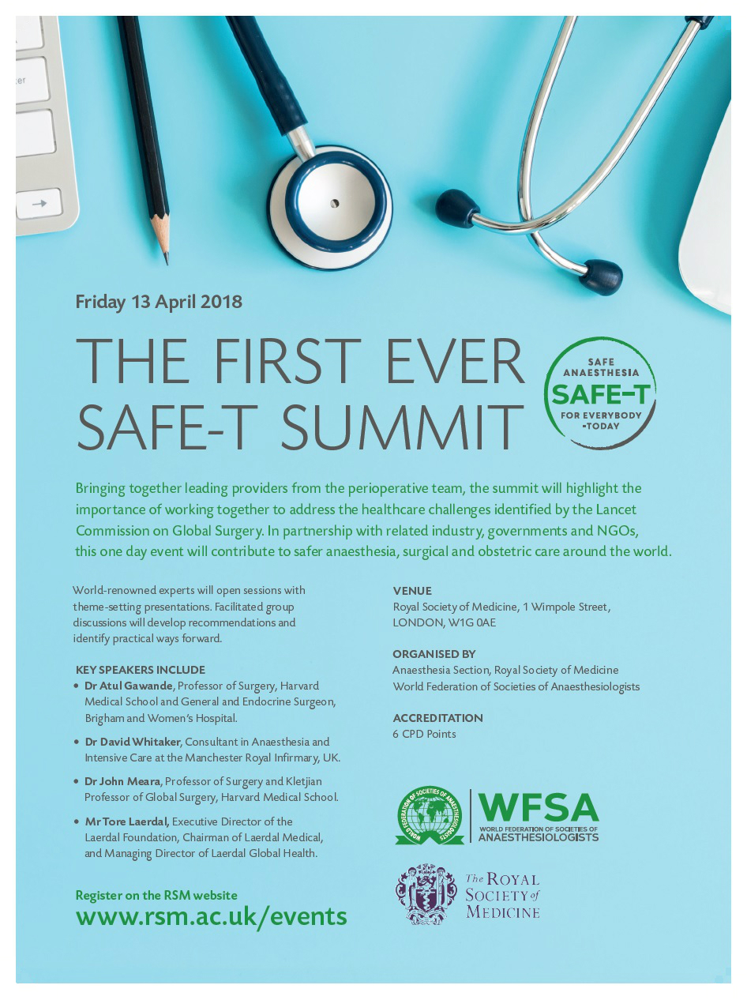 er
→
Friday 13 April 2018
THE FIRST EVER
SAFE-T SUMMIT
SAFE
ANAESTHESIA
SAFE-T
FOR EVERYBODY
-TODAY
Bringing together leading providers from the perioperative team, the summit will highlight the
importance of working together to address the healthcare challenges identified by the Lancet
Commission on Global Surgery. In partnership with related industry, governments and NGOs,
this one day event will contribute to safer anaesthesia, surgical and obstetric care around the world.
World-renowned experts will open sessions with
theme-setting presentations. Facilitated group
discussions will develop recommendations and
identify practical ways forward.
KEY SPEAKERS INCLUDE
• Dr Atul Gawande, Professor of Surgery, Harvard
Medical School and General and Endocrine Surgeon,
Brigham and Women's Hospital.
• Dr David Whitaker, Consultant in Anaesthesia and
Intensive Care at the Manchester Royal Infirmary, UK.
• Dr John Meara, Professor of Surgery and Kletjian
Professor of Global Surgery, Harvard Medical School.
• Mr Tore Laerdal, Executive Director of the
Laerdal Foundation, Chairman of Laerdal Medical,
and Managing Director of Laerdal Global Health.
Register on the RSM website
www.rsm.ac.uk/events
VENUE
Royal Society of Medicine, 1 Wimpole Street,
LONDON, W1G 0AE
ORGANISED BY
Anaesthesia Section, Royal Society of Medicine
World Federation of Societies of Anaesthesiologists
ACCREDITATION
6 CPD Points
WORLD FEDERATION OF SOCIETIES OF ANAESTHESIOLOGISTS
WFSA
WORLD FEDERATION OF SOCIETIES OF
ANAESTHESIOLOGISTS
The ROYAL
SOCIETY of
MEDICINE